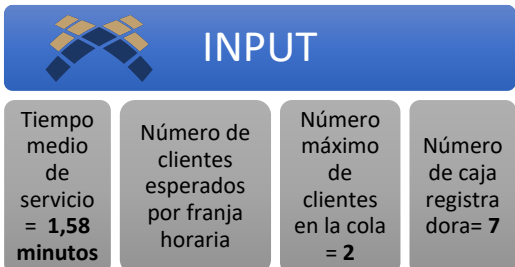 INPUT
Tiempo
medio
de
servicio
= 1,58
minutos
Número de
clientes
esperados
por franja
horaria
Número
máximo
de
clientes
en la cola
= 2
Número
de caja
registra
dora= 7